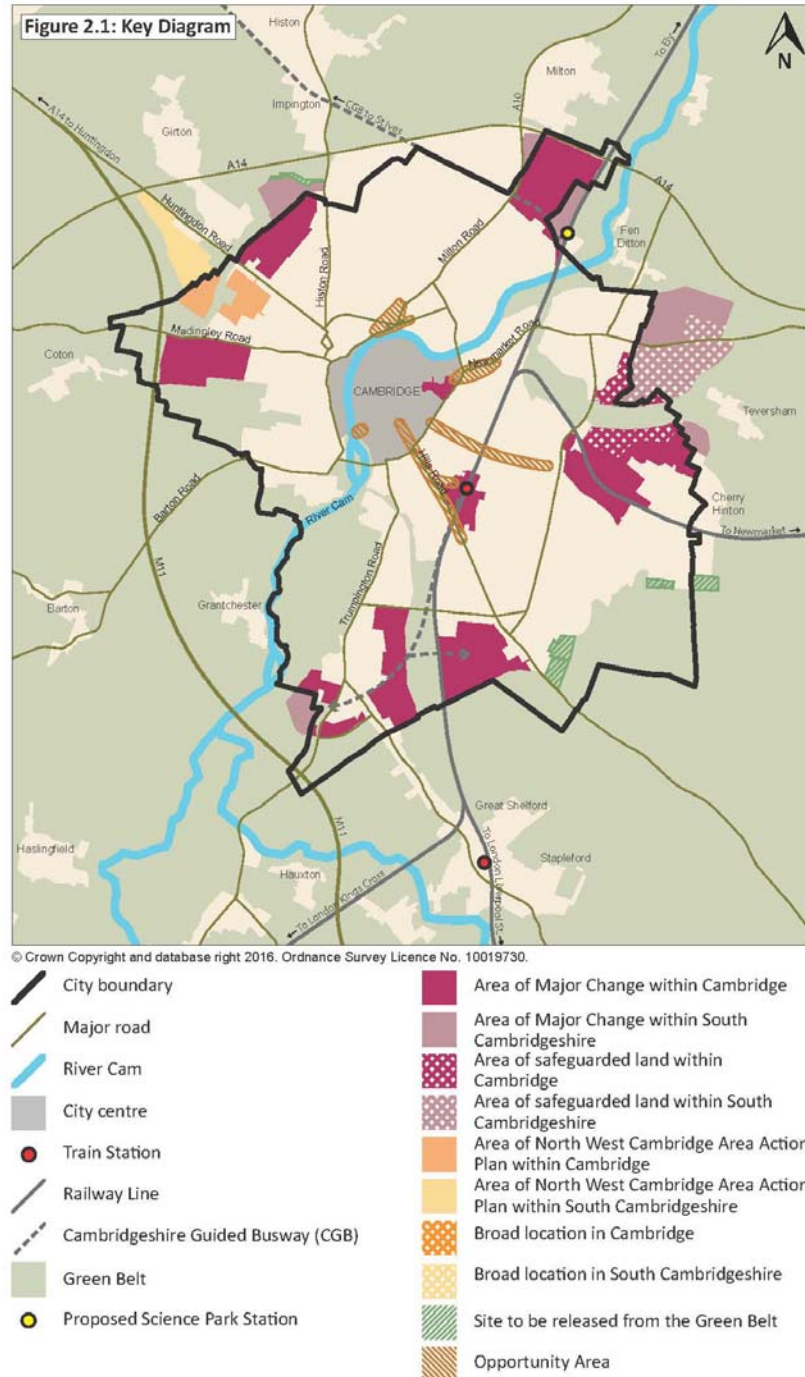 Figure 2.1: Key Diagram
Histon
To Ely
N
Milton
Impington
CGB to St Ives
A10
A14 to Huntingdon
Girton
A14
A14
Huntingdon Road
Histon Road
Milton Road
Fen
Ditton
Madingley Road
Newmarket Road
Coton
CAMBRIDGE
Teversham
Hills Road
Cherry
Hinton
Barton Road
River Cam
To Newmarket
M11
Trumpington Road
Grantchester
Barton
Great Shelford
M11
Haslingfield
Stapleford
To London Liverpool St.
Hauxton
To London Kings Cross
© Crown Copyright and database right 2016. Ordnance Survey Licence No. 10019730.
City boundary
Major road
River Cam
City centre
Train Station
Railway Line
Cambridgeshire Guided Busway (CGB)
Green Belt
Proposed Science Park Station
Area of Major Change within Cambridge
Area of Major Change within South
Cambridgeshire
Area of safeguarded land within
Cambridge
Area of safeguarded land within South
Cambridgeshire
Area of North West Cambridge Area Action
Plan within Cambridge
Area of North West Cambridge Area Action
Plan within South Cambridgeshire
Broad location in Cambridge
Broad location in South Cambridgeshire
Site to be released from the Green Belt
Opportunity Area